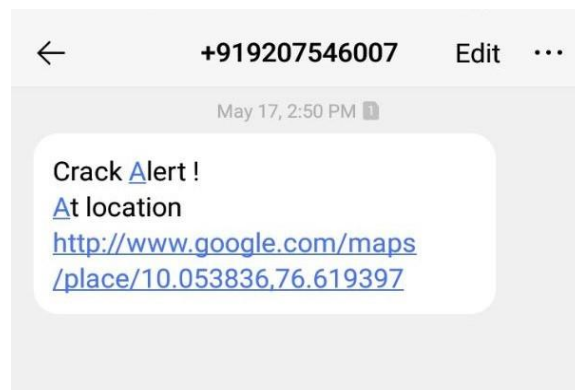 +919207546007 Edit
May 17, 2:50 PM 1
Crack Alert !
At location
http://www.google.com/maps
/place/10.053836,76.619397